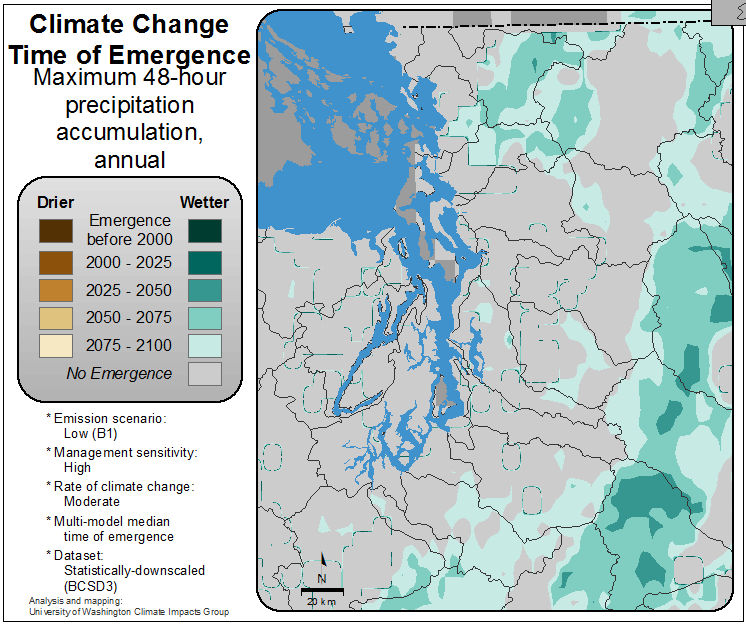 Climate Change
Time of Emergence
Maximum 48-hour
precipitation
accumulation,
annual
Drier
Wetter
Emergence
before 2000
2000 - 2025
2025 - 2050
2050 - 2075
2075 - 2100
No Emergence
* Emission scenario:
Low (B1)
* Management sensitivity:
High
* Rate of climate change:
Moderate
* Multi-model median
time of emergence
* Dataset:
Statistically-downscaled
(BCSD3)
Analysis and mapping:
University of Washington Climate Impacts Group
N
20 km